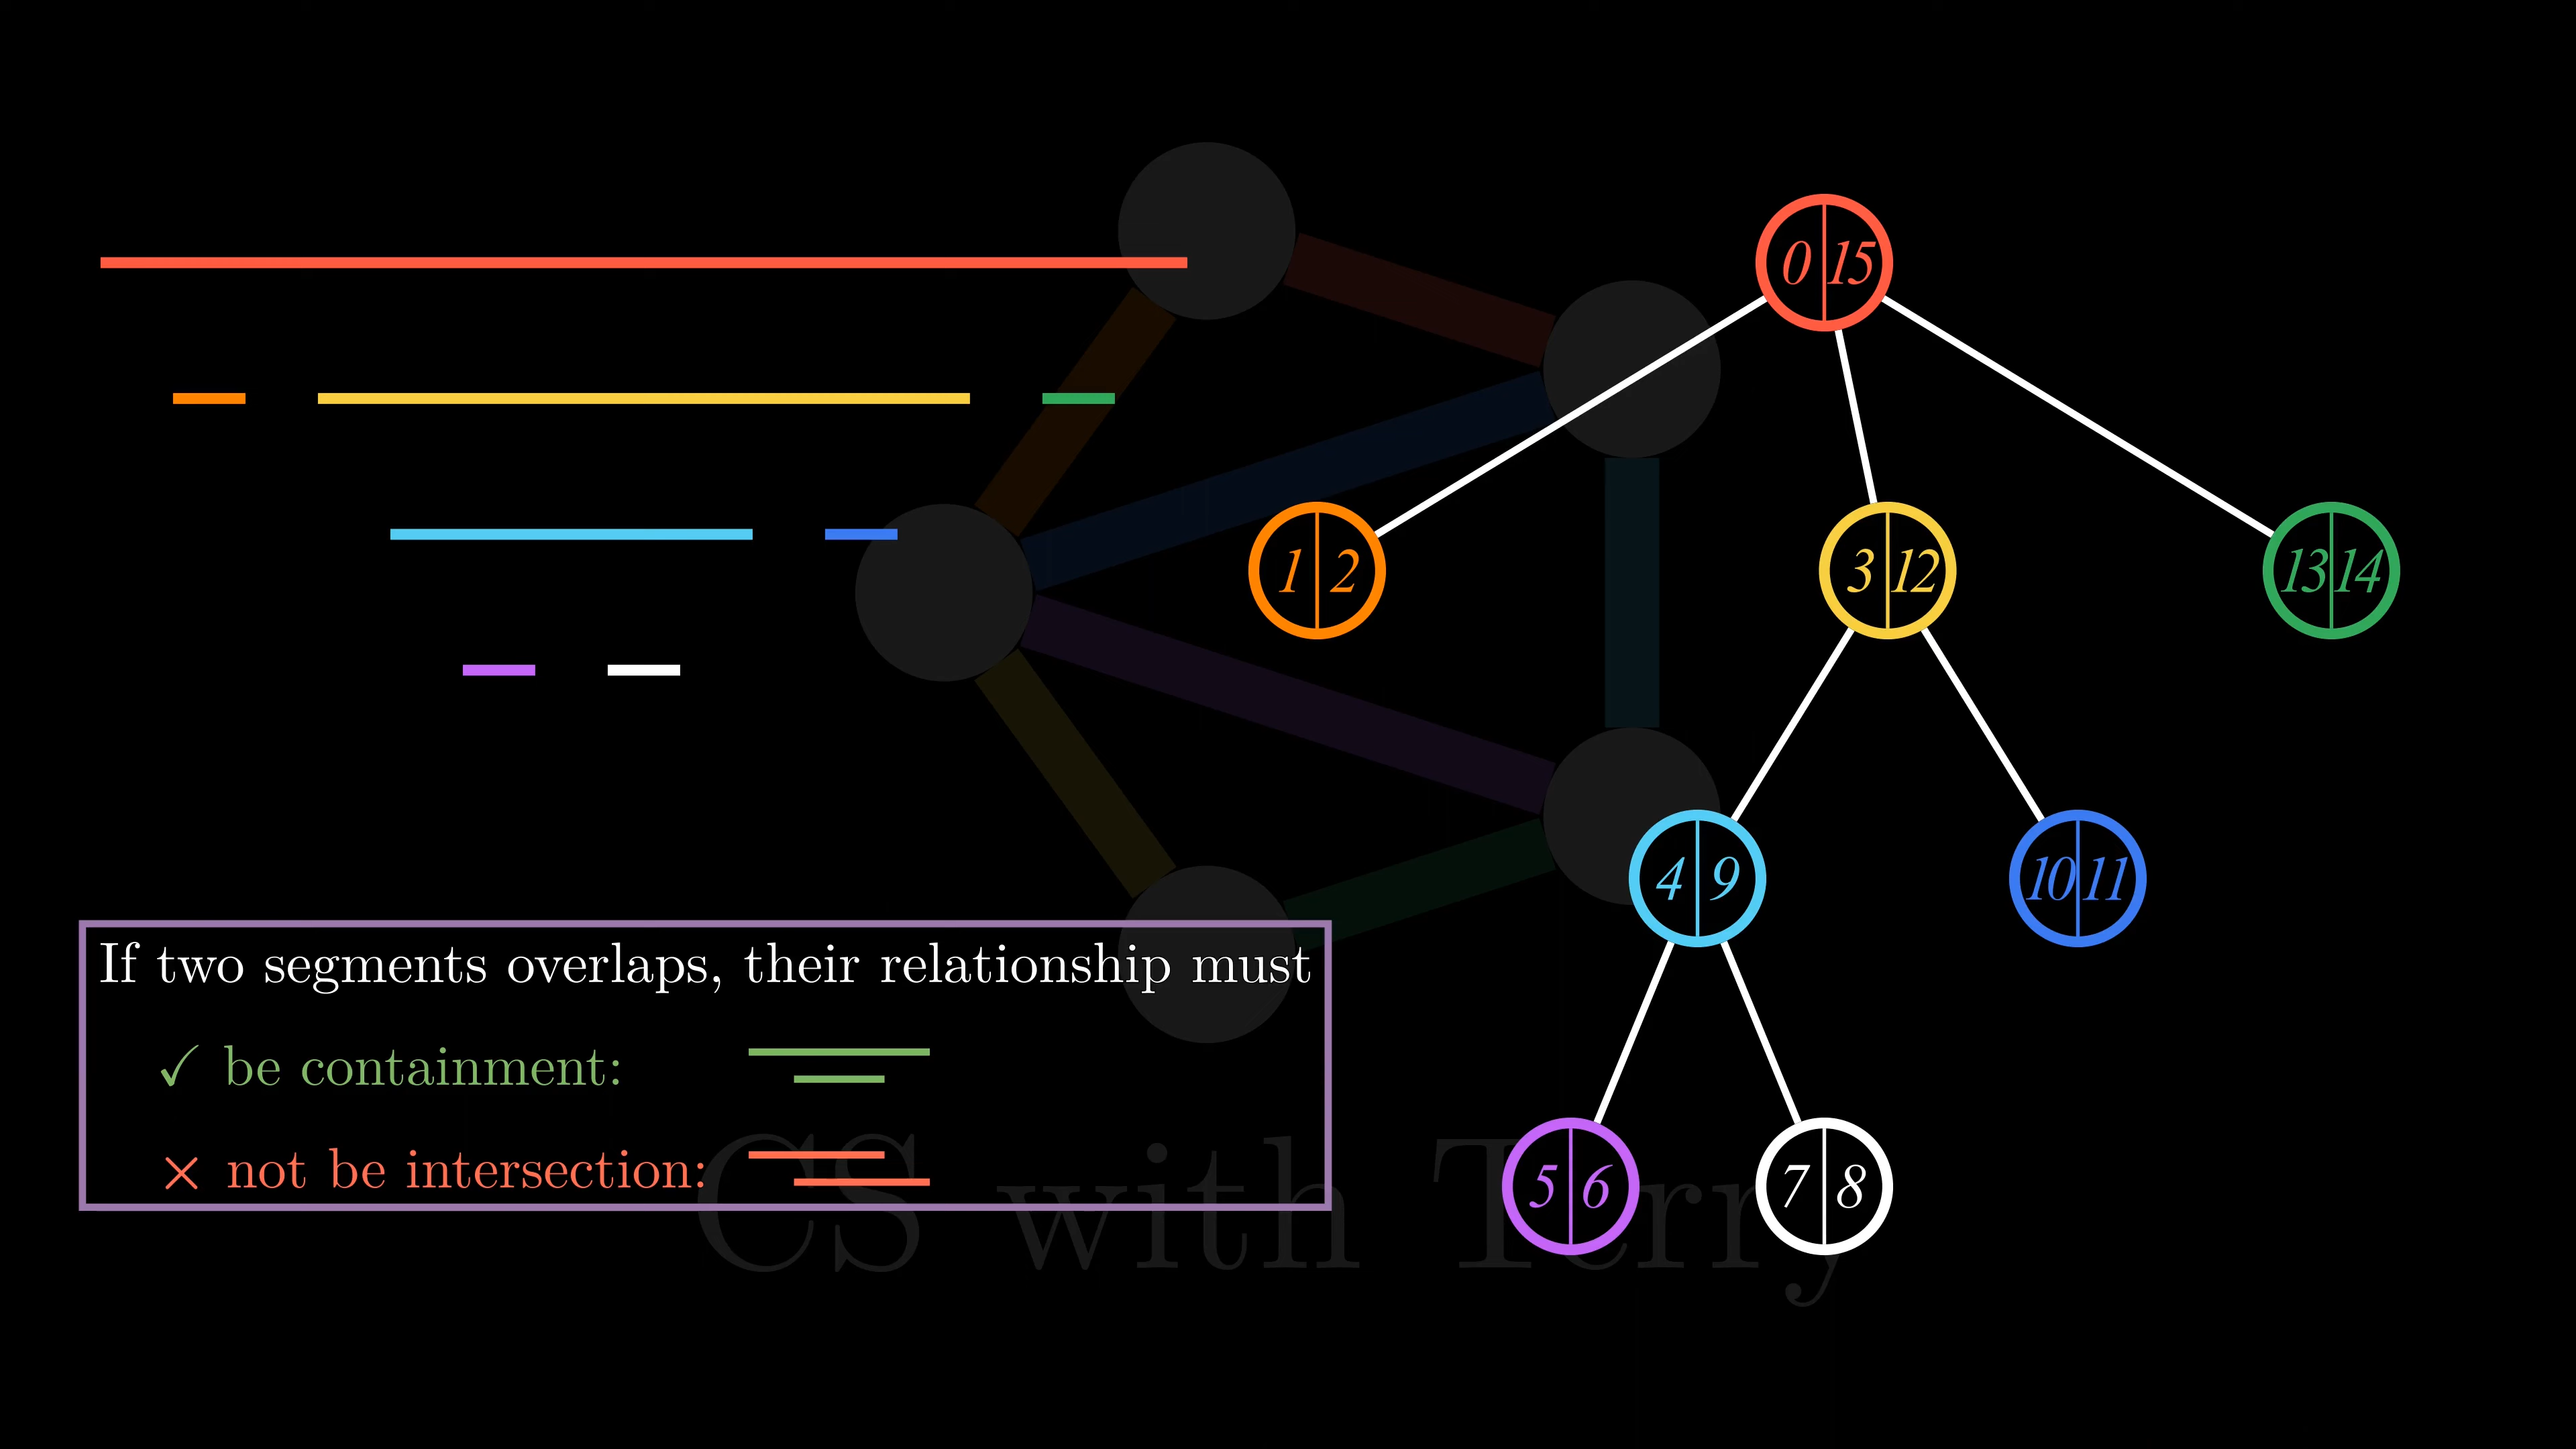 0 15
1 2
3 12
13 14
4 9
10 11
If two segments overlaps, their relationship must
✓ be containment:
× not be intersection:
5 6
7 8
CS with Terry